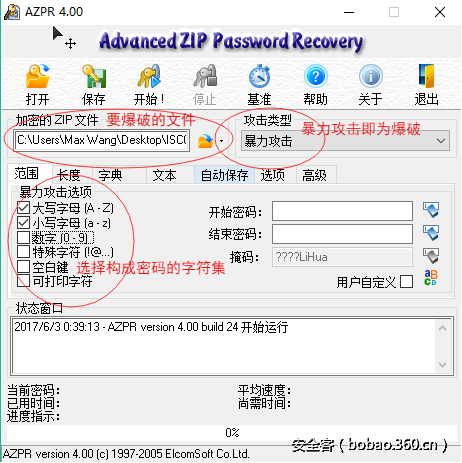 AZPR 4.00
Advanced ZIP Password Recovery
打开 保存 开始! 停止 基准 帮助 关于 退出
加密的 ZIP 文件 要爆破的文件 攻击类型
C:\Users\Max Wang\Desktop\ISC( 暴力攻击 暴力攻击即为爆破
范围 长度 字典 文本 自动保存 选项 高级
暴力攻击选项
大写字母 (A - Z) 开始密码:
小写字母 (a - z)
数字 (0 - 9) 结束密码:
特殊字符 (!@...) 掩码: ????LiHua
空白键 选择构成密码的字符集
可打印字符 用户自定义
状态窗口
2017/6/3 0:39:13 - AZPR version 4.00 build 24 开始运行
当前密码: 平均速度:
已用时间: 尚需时间:
进度指示:
0%
AZPR version 4.00 (c) 1997-2005 ElcomSoft Co.Ltd.
安全客 ( bobao.360.cn )